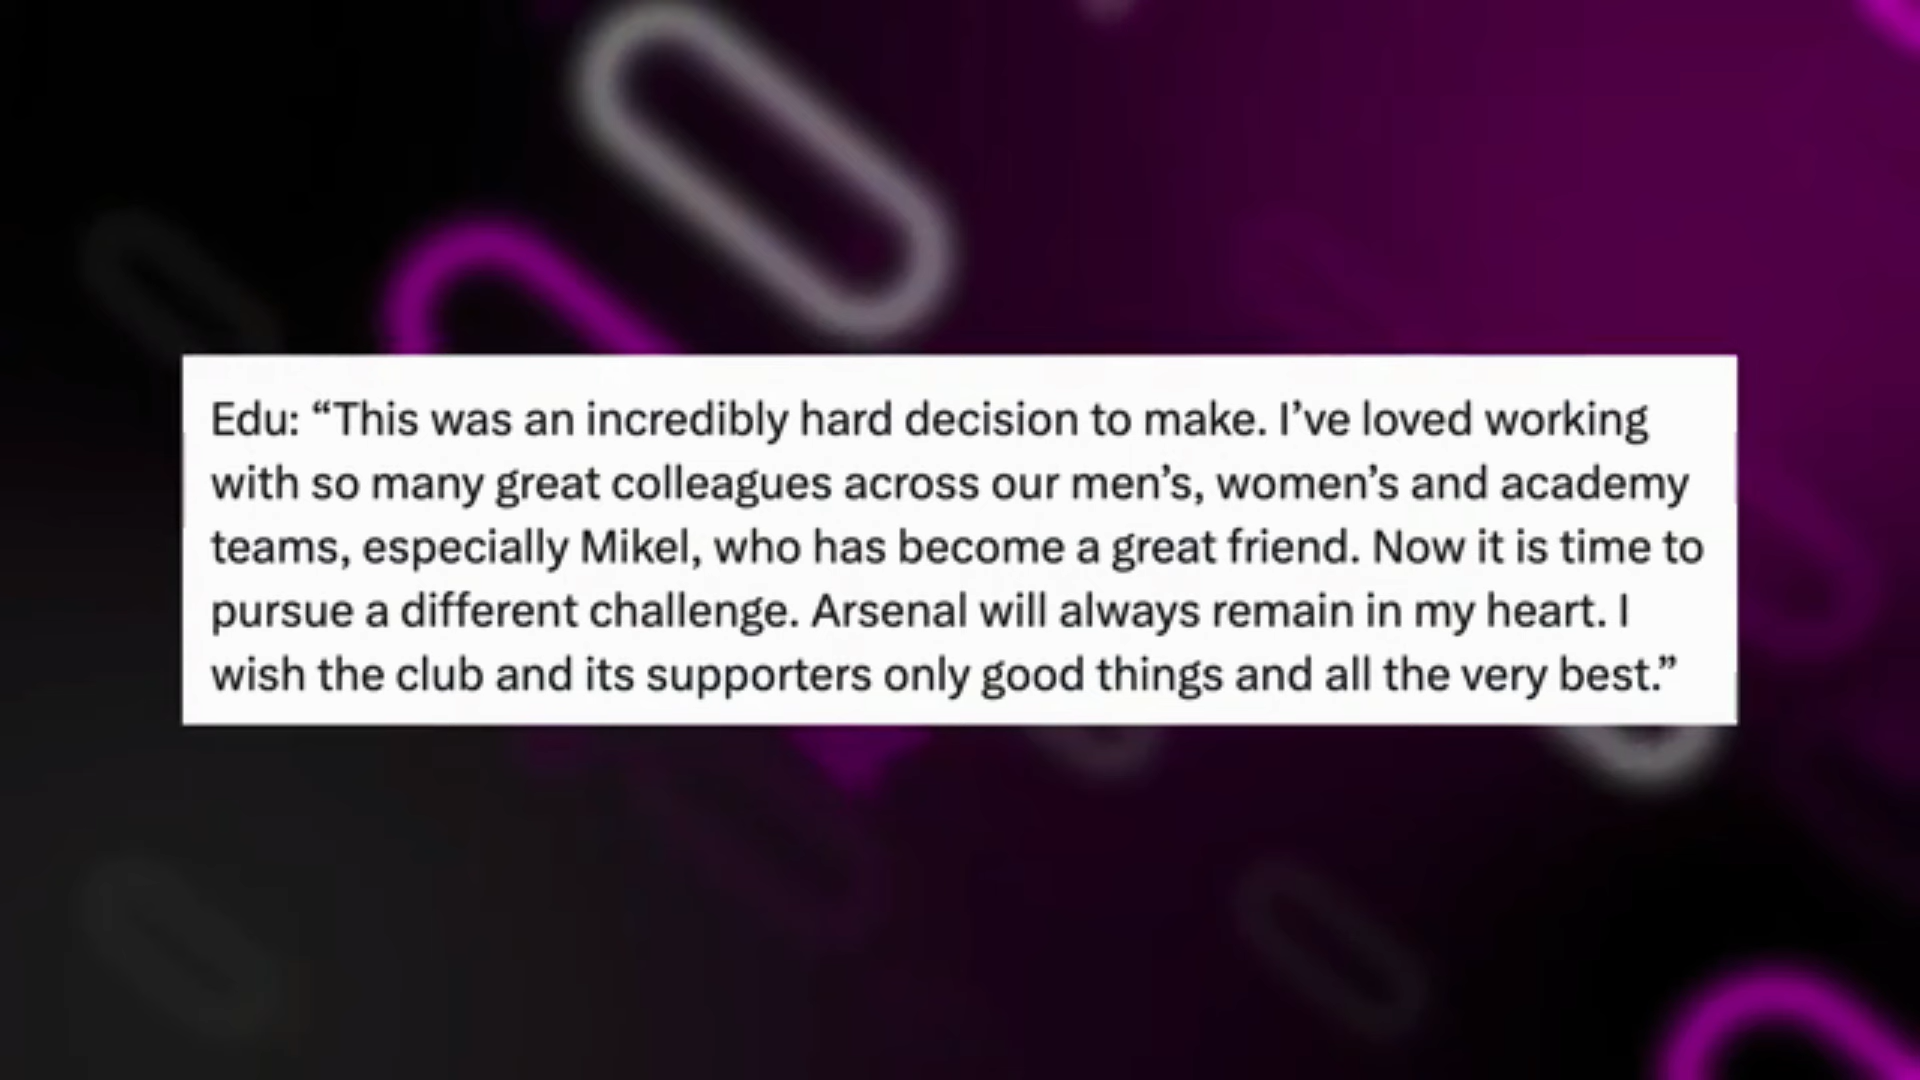 Edu: “This was an incredibly hard decision to make. I’ve loved working
with so many great colleagues across our men’s, women’s and academy
teams, especially Mikel, who has become a great friend. Now it is time to
pursue a different challenge. Arsenal will always remain in my heart. I
wish the club and its supporters only good things and all the very best.”